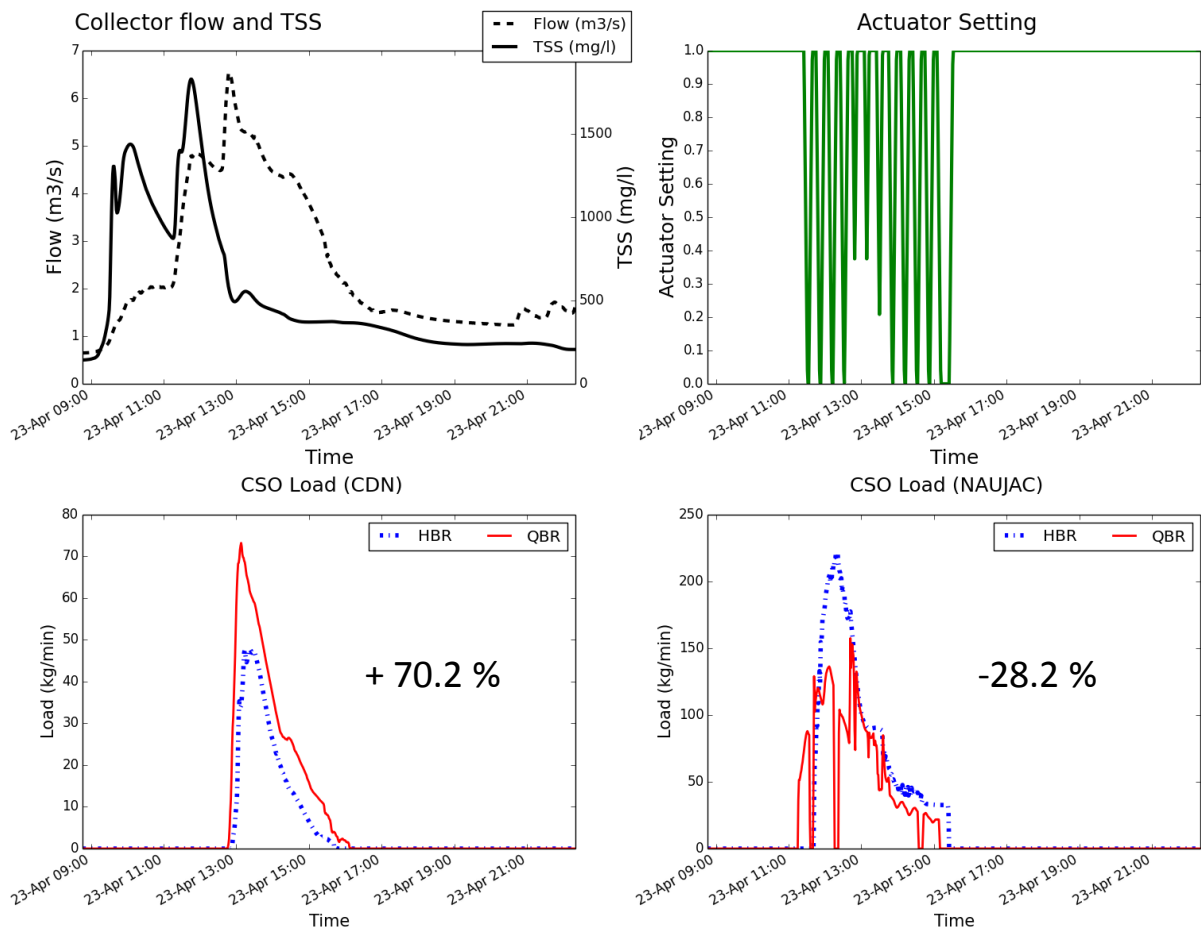 Collector flow and TSS
Flow (m3/s)
TSS (mg/l)
7
6
5
4
3
2
1
0
Flow (m3/s)
1500
1000
500
0
TSS (mg/l)
23-Apr 09:00
23-Apr 11:00
23-Apr 13:00
23-Apr 15:00
23-Apr 17:00
23-Apr 19:00
23-Apr 21:00
Time
Actuator Setting
1.0
0.9
0.8
0.7
0.6
0.5
0.4
0.3
0.2
0.1
0.0
Actuator Setting
23-Apr 09:00
23-Apr 11:00
23-Apr 13:00
23-Apr 15:00
23-Apr 17:00
23-Apr 19:00
23-Apr 21:00
Time
CSO Load (CDN)
HBR QBR
80
70
60
50
40
30
20
10
0
Load (kg/min)
+ 70.2 %
23-Apr 09:00
23-Apr 11:00
23-Apr 13:00
23-Apr 15:00
23-Apr 17:00
23-Apr 19:00
23-Apr 21:00
Time
CSO Load (NAUJAC)
HBR QBR
250
200
150
100
50
0
Load (kg/min)
-28.2 %
23-Apr 09:00
23-Apr 11:00
23-Apr 13:00
23-Apr 15:00
23-Apr 17:00
23-Apr 19:00
23-Apr 21:00
Time